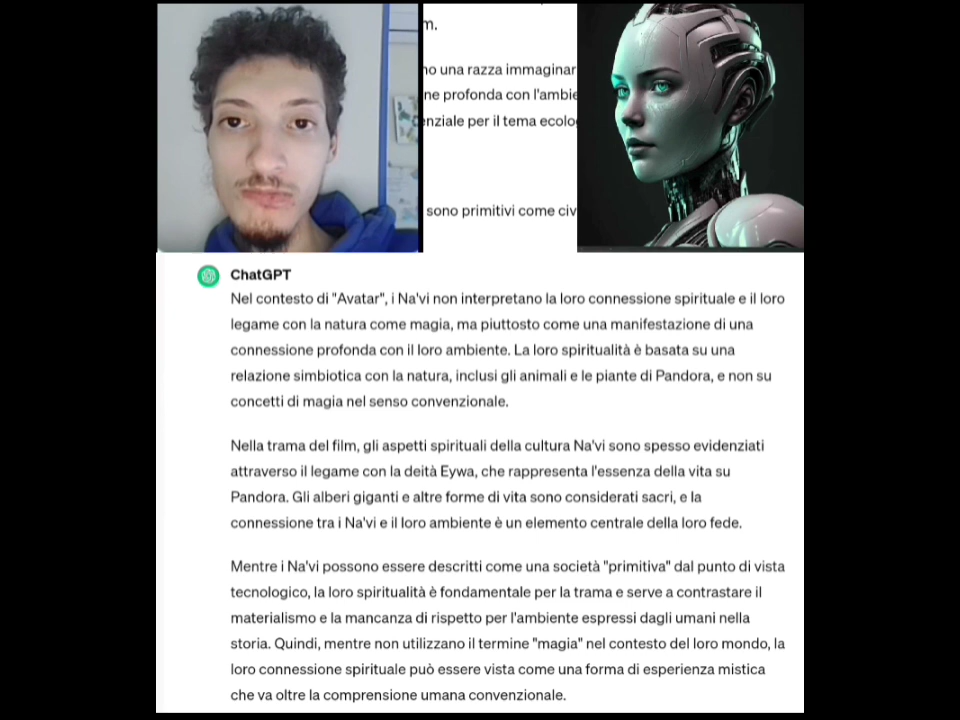 m.
no una razza immaginar
ne profonda con l'ambie
enziale per il tema ecolo
sono primitivi come civ
ChatGPT
Nel contesto di "Avatar", i Na'vi non interpretano la loro connessione spirituale e il loro
legame con la natura come magia, ma piuttosto come una manifestazione di una
connessione profonda con il loro ambiente. La loro spiritualità è basata su una
relazione simbiotica con la natura, inclusi gli animali e le piante di Pandora, e non su
concetti di magia nel senso convenzionale.
Nella trama del film, gli aspetti spirituali della cultura Na'vi sono spesso evidenziati
attraverso il legame con la deità Eywa, che rappresenta l'essenza della vita su
Pandora. Gli alberi giganti e altre forme di vita sono considerati sacri, e la
connessione tra i Na'vi e il loro ambiente è un elemento centrale della loro fede.
Mentre i Na'vi possono essere descritti come una società "primitiva" dal punto di vista
tecnologico, la loro spiritualità è fondamentale per la trama e serve a contrastare il
materialismo e la mancanza di rispetto per l'ambiente espressi dagli umani nella
storia. Quindi, mentre non utilizzano il termine "magia" nel contesto del loro mondo, la
loro connessione spirituale può essere vista come una forma di esperienza mistica
che va oltre la comprensione umana convenzionale.